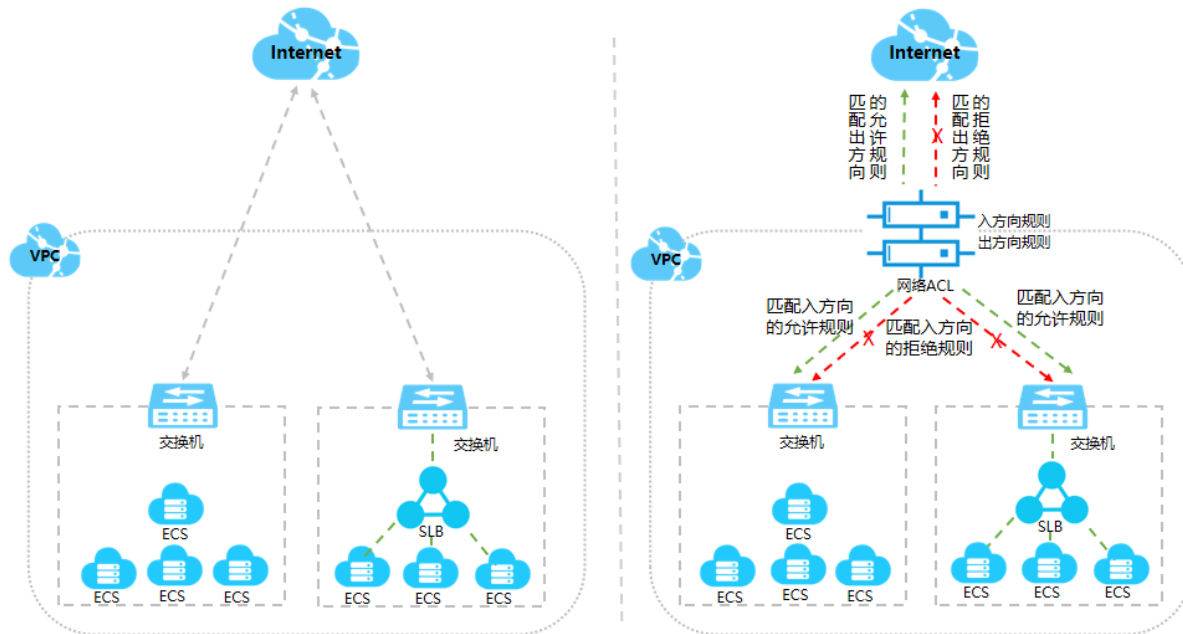 Internet
VPC
交换机
交换机
ECS
SLB
ECS
ECS
ECS
ECS
ECS
ECS
Internet
匹配出方向
的允许规则
匹配出方向
的拒绝规则
X
入方向规则
出方向规则
VPC
网络ACL
匹配入方向
的允许规则
匹配入方向
的拒绝规则
匹配入方向
的允许规则
X
X
交换机
交换机
ECS
SLB
ECS
ECS
ECS
ECS
ECS
ECS